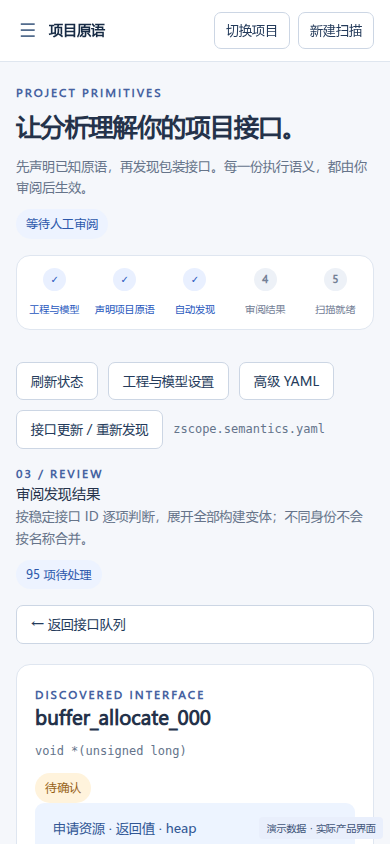 ☰ 项目原语 切换项目 新建扫描
PROJECT PRIMITIVES
让分析理解你的项目接口。
先声明已知原语，再发现包装接口。每一份执行语义，都由你
审阅后生效。
等待人工审阅
✓ ✓ ✓ 4 5
工程与模型 声明项目原语 自动发现 审阅结果 扫描就绪
刷新状态 工程与模型设置 高级 YAML
接口更新 / 重新发现 zscope.semantics.yaml
03 / REVIEW
审阅发现结果
按稳定接口 ID 逐项判断，展开全部构建变体；不同身份不会
按名称合并。
95 项待处理
← 返回接口队列
DISCOVERED INTERFACE
buffer_allocate_000
void *(unsigned long)
待确认
申请资源 · 返回值 · heap
演示数据 · 实际产品界面